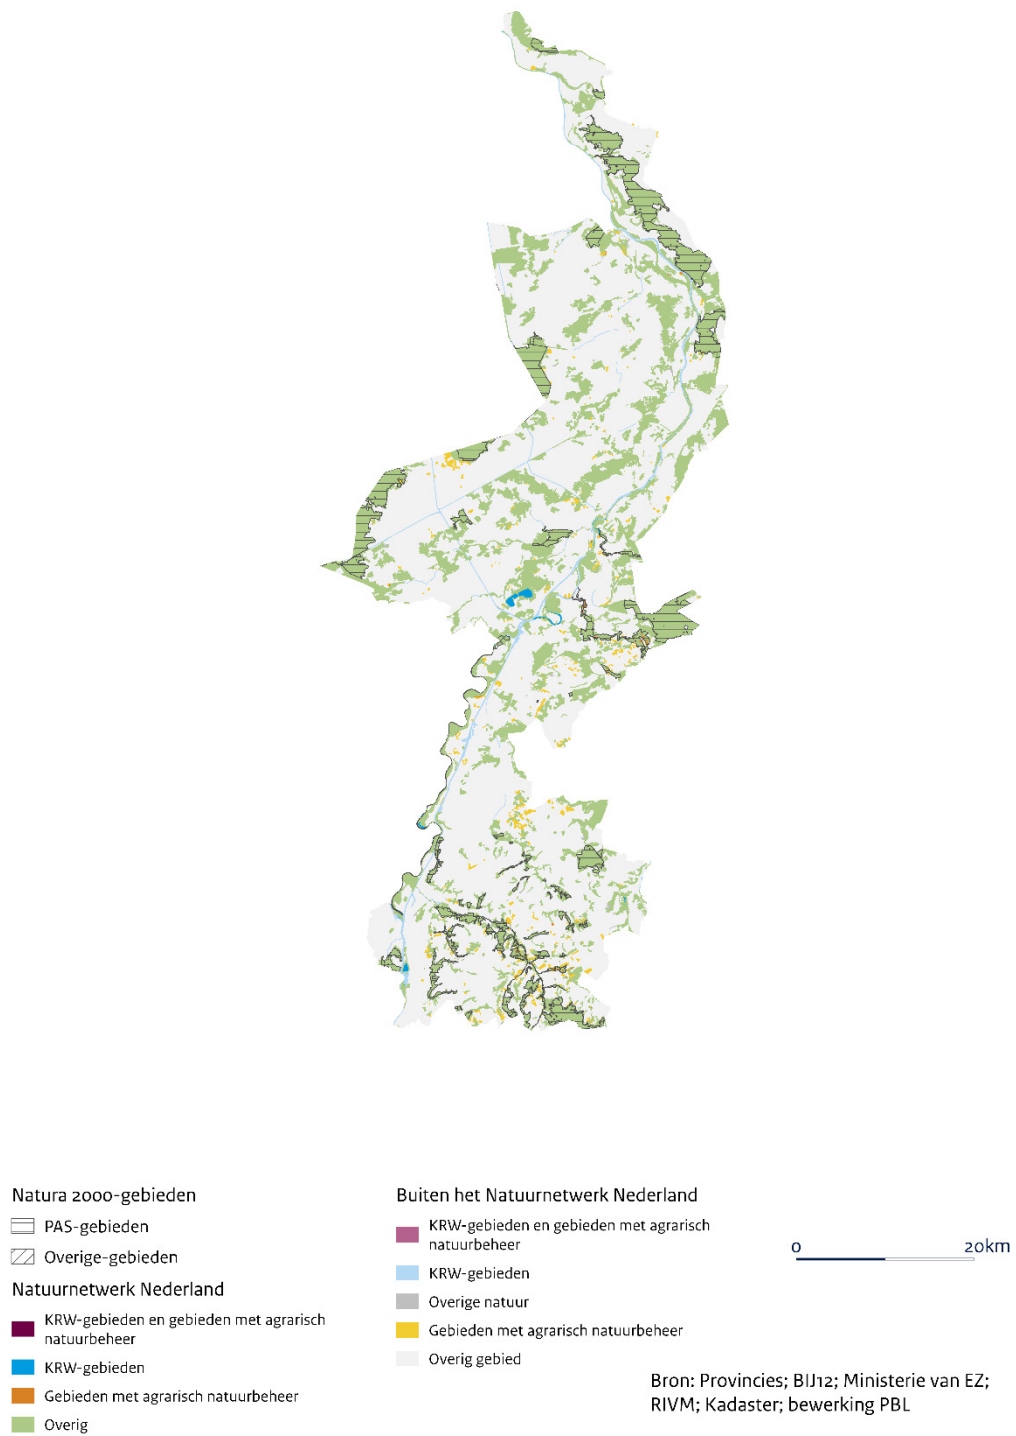 Natura 2000-gebieden
PAS-gebieden
Overige-gebieden
Natuurnetwerk Nederland
KRW-gebieden en gebieden met agrarisch
natuurbeheer
KRW-gebieden
Gebieden met agrarisch natuurbeheer
Overig
Buiten het Natuurnetwerk Nederland
KRW-gebieden en gebieden met agrarisch
natuurbeheer
KRW-gebieden
Overige natuur
Gebieden met agrarisch natuurbeheer
Overig gebied
0 20km
Bron: Provincies; BIJ12; Ministerie van EZ;
RIVM; Kadaster; bewerking PBL